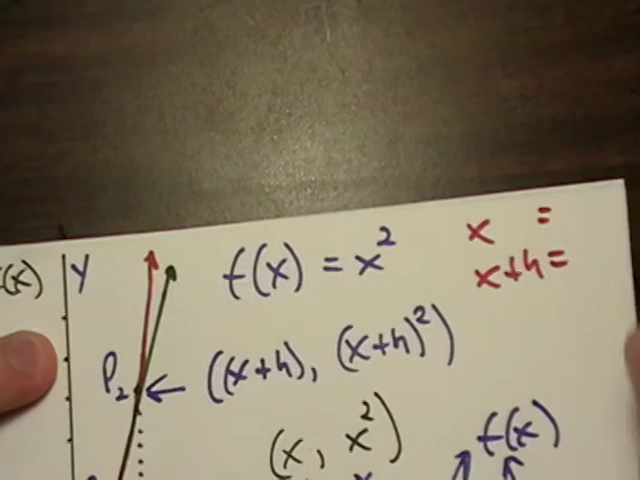 f(x) = x² x =
(x) Y x+h=
P₂ ← ((x+h), (x+h)²)
(x, x²) f(x)